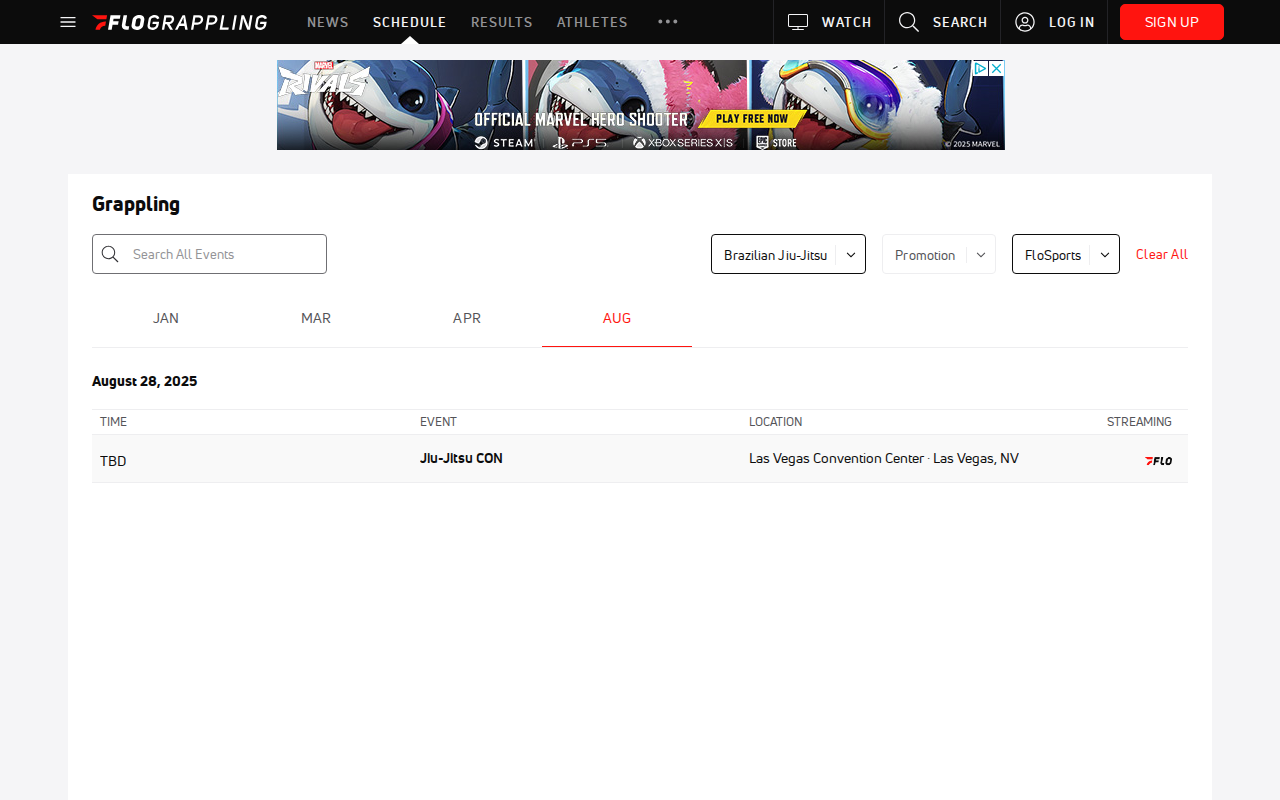 FLOGRAPPLING
NEWS
SCHEDULE
RESULTS
ATHLETES
WATCH
SEARCH
LOG IN
SIGN UP
MARVEL
RIVALS
OFFICIAL MARVEL HERO SHOOTER
PLAY FREE NOW
STEAM
PS5
XBOX SERIES X|S
EPIC GAMES STORE
© 2025 MARVEL
Grappling
Search All Events
Brazilian Jiu-Jitsu
Promotion
FloSports
Clear All
JAN
MAR
APR
AUG
August 28, 2025
TIME
EVENT
LOCATION
STREAMING
TBD
Jiu-Jitsu CON
Las Vegas Convention Center · Las Vegas, NV
FLO